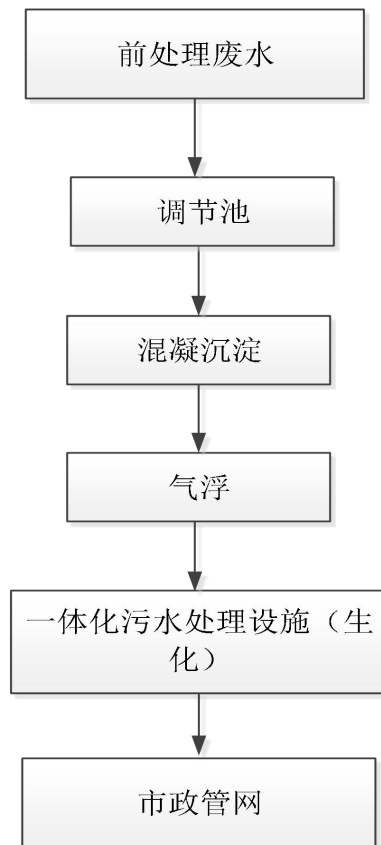 前处理废水
调节池
混凝沉淀
气浮
一体化污水处理设施（生
化）
市政管网